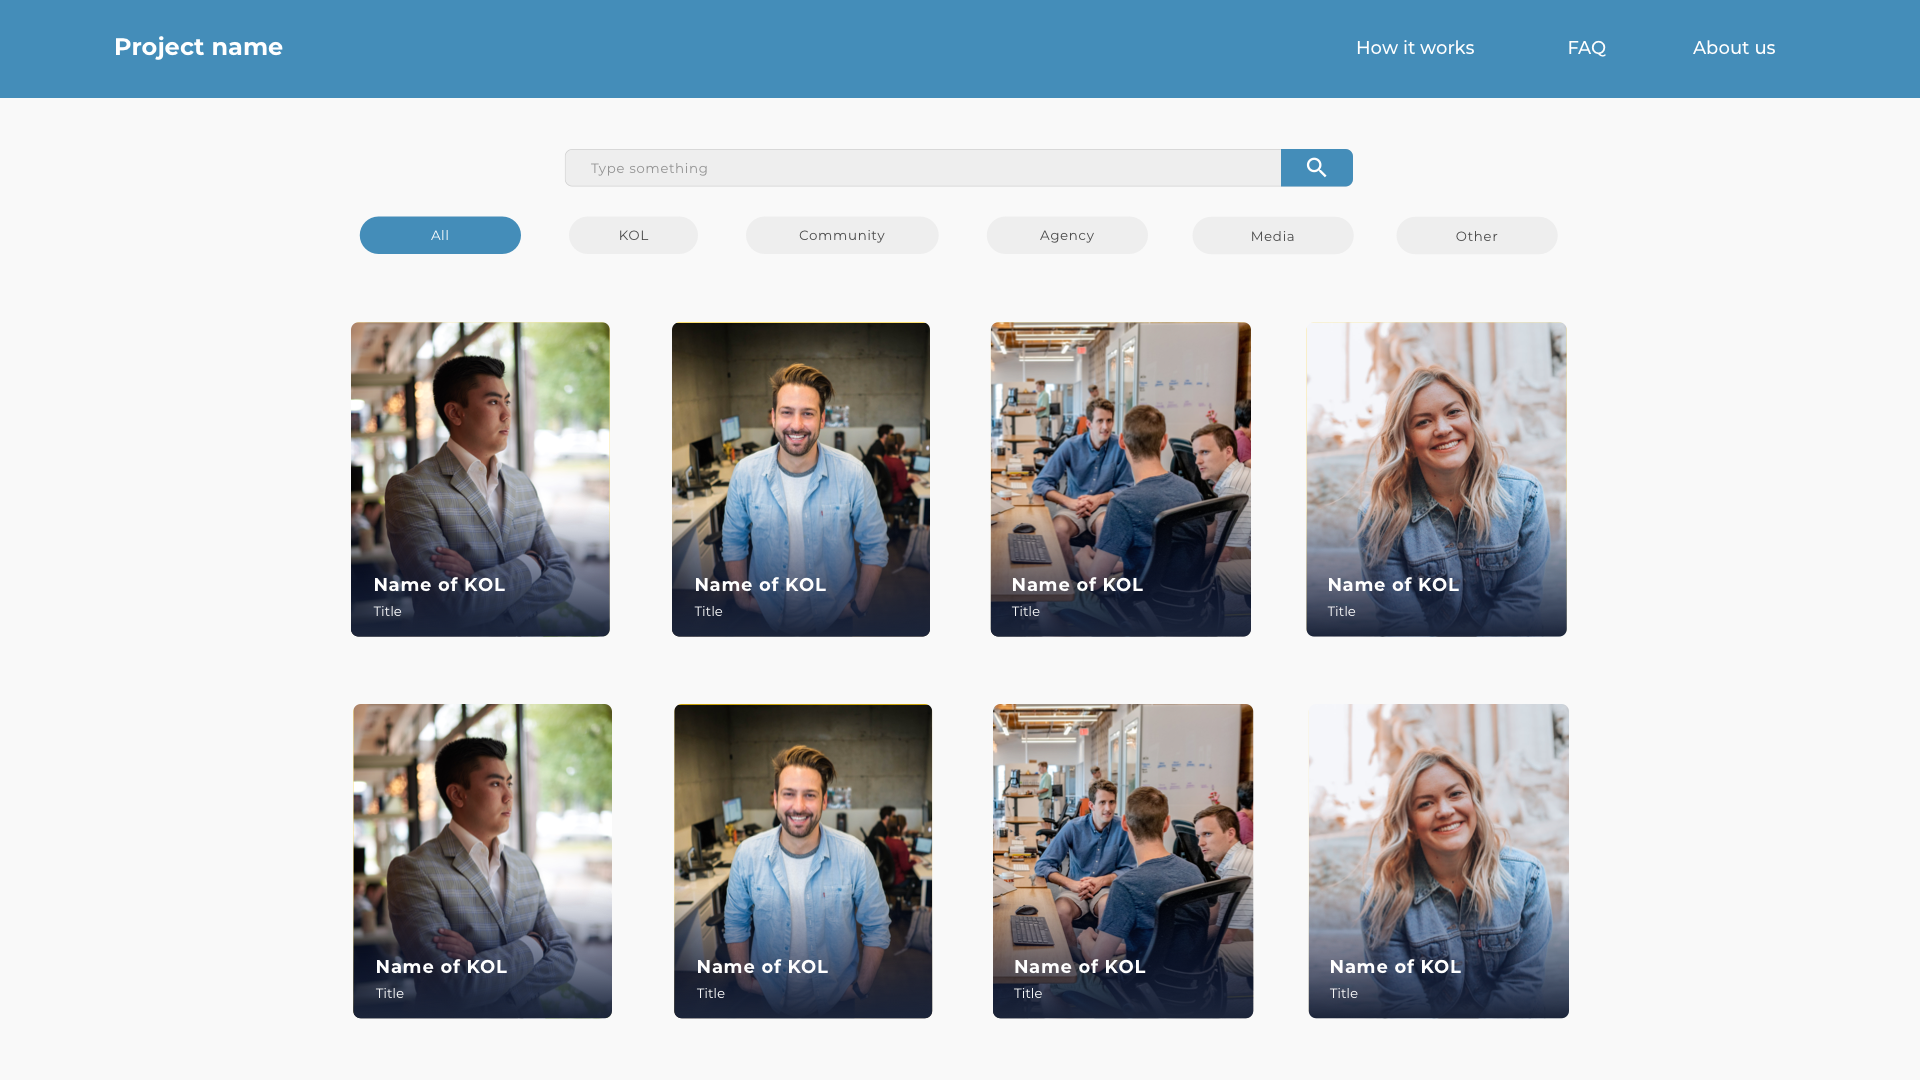 Project name
How it works
FAQ
About us
Type something
All
KOL
Community
Agency
Media
Other
Name of KOL
Title
Name of KOL
Title
Name of KOL
Title
Name of KOL
Title
Name of KOL
Title
Name of KOL
Title
Name of KOL
Title
Name of KOL
Title